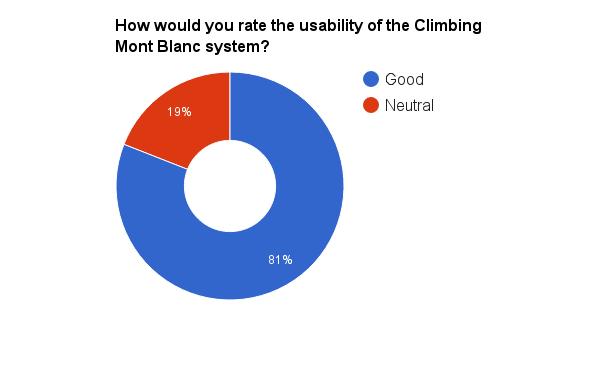 How would you rate the usability of the Climbing
Mont Blanc system?
Good
Neutral
19%
81%